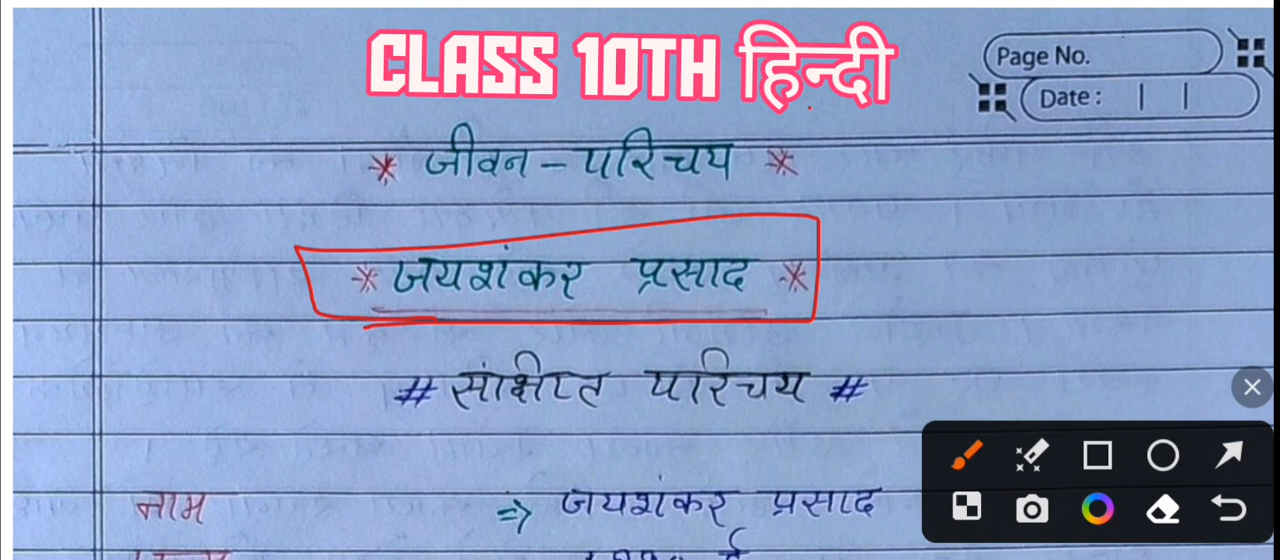 CLASS 10TH हिन्दी
Page No.
Date :
* जीवन - परिचय *
* जयशंकर प्रसाद *
# संक्षिप्त परिचय #
नाम ⇒ जयशंकर प्रसाद